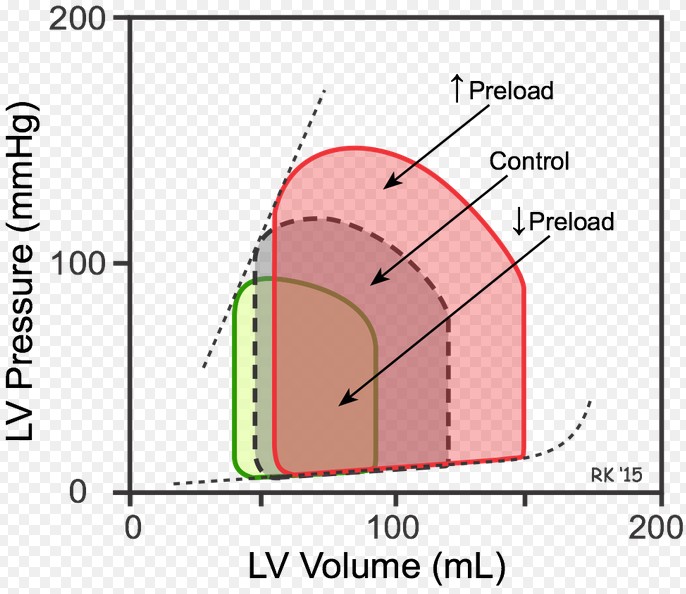 200
↑ Preload
Control
↓ Preload
100
LV Pressure (mmHg)
RK '15
0
0
100
200
LV Volume (mL)